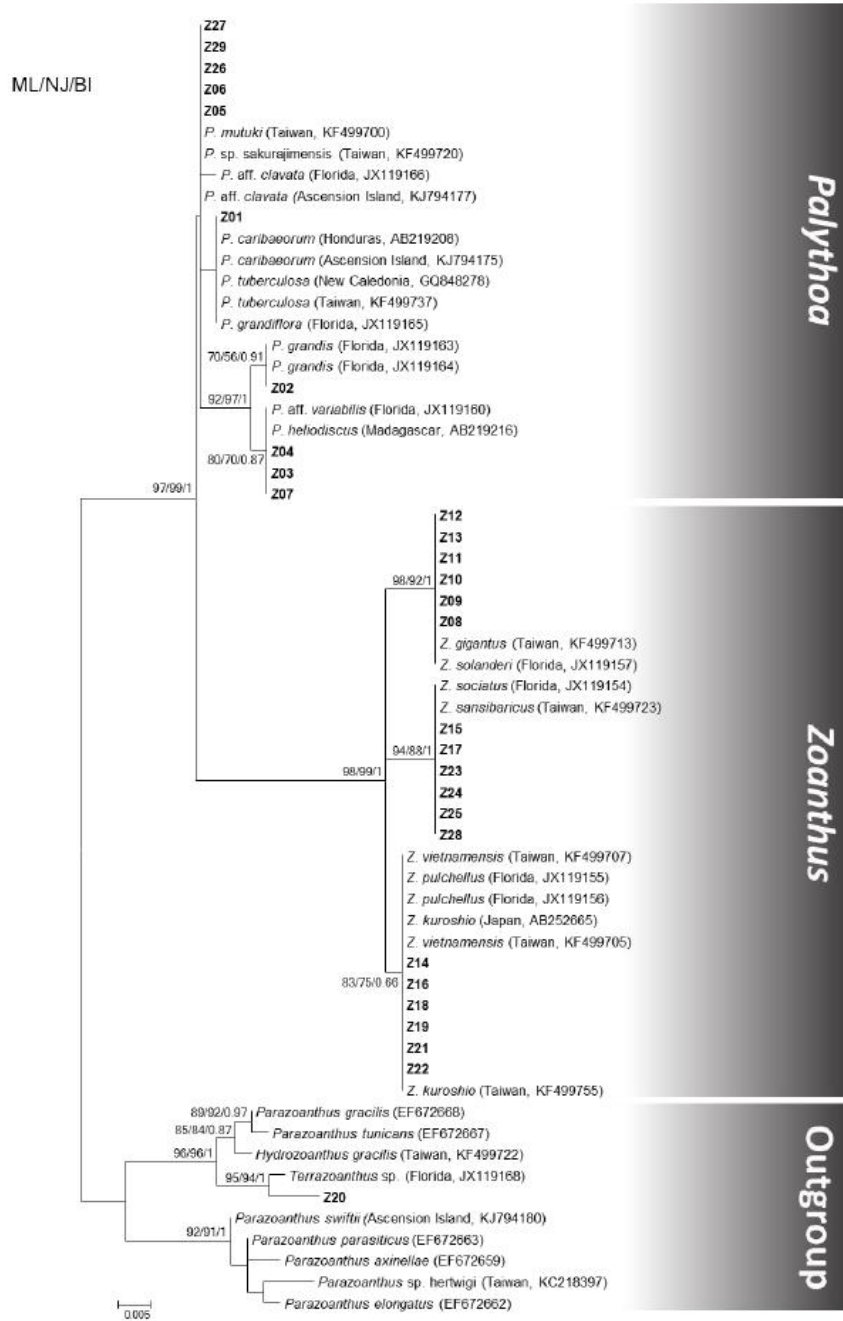 ML/NJ/BI
Z27
Z29
Z26
Z06
Z05
P. mutuki (Taiwan, KF499700)
P. sp. sakurajimensis (Taiwan, KF499720)
P. aff. clavata (Florida, JX119166)
P. aff. clavata (Ascension Island, KJ794177)
Z01
P. caribaeorum (Honduras, AB219206)
P. caribaeorum (Ascension Island, KJ794175)
P. tuberculosa (New Caledonia, GQ848278)
P. tuberculosa (Taiwan, KF499737)
P. grandiflora (Florida, JX119165)
P. grandis (Florida, JX119163)
70/56/0.91
P. grandis (Florida, JX119164)
Z02
92/97/1
P. aff. variabilis (Florida, JX119160)
P. heliodiscus (Madagascar, AB219216)
Z04
80/70/0.87
Z03
Z07
97/99/1
Palythoa
Z12
Z13
Z11
98/92/1
Z10
Z09
Z08
Z. gigantus (Taiwan, KF499713)
Z. solanderi (Florida, JX119157)
Z. sociatus (Florida, JX119154)
Z. sansibaricus (Taiwan, KF499723)
Z15
94/88/1
Z17
98/99/1
Z23
Z24
Z25
Z28
Z. vietnamensis (Taiwan, KF499707)
Z. pulchellus (Florida, JX119155)
Z. pulchellus (Florida, JX119156)
Z. kuroshio (Japan, AB252665)
Z. vietnamensis (Taiwan, KF499705)
Z14
83/75/0.66
Z16
Z18
Z19
Z21
Z22
Z. kuroshio (Taiwan, KF499755)
Zoanthus
89/92/0.97
Parazoanthus gracilis (EF672668)
85/84/0.87
Parazoanthus tunicans (EF672667)
96/96/1
Hydrozoanthus gracilis (Taiwan, KF499722)
95/94/1
Terrazoanthus sp. (Florida, JX119168)
Z20
Parazoanthus swiftii (Ascension Island, KJ794180)
92/91/1
Parazoanthus parasiticus (EF672663)
Parazoanthus axinellae (EF672659)
Parazoanthus sp. hertwigi (Taiwan, KC218397)
Parazoanthus elongatus (EF672662)
Outgroup
0.005